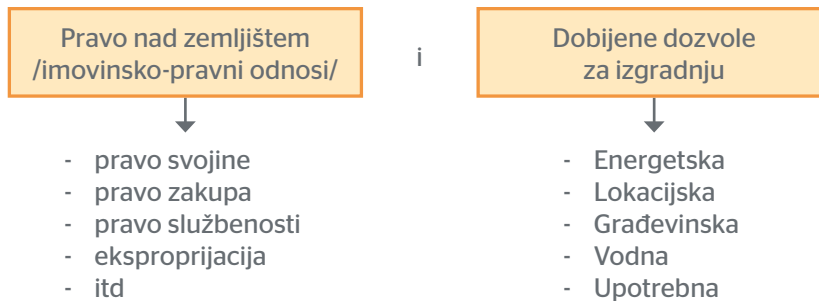 Pravo nad zemljištem
/imovinsko-pravni odnosi/
i
Dobijene dozvole
za izgradnju
- pravo svojine
- pravo zakupa
- pravo službenosti
- eksproprijacija
- itd
- Energetska
- Lokacijska
- Građevinska
- Vodna
- Upotrebna